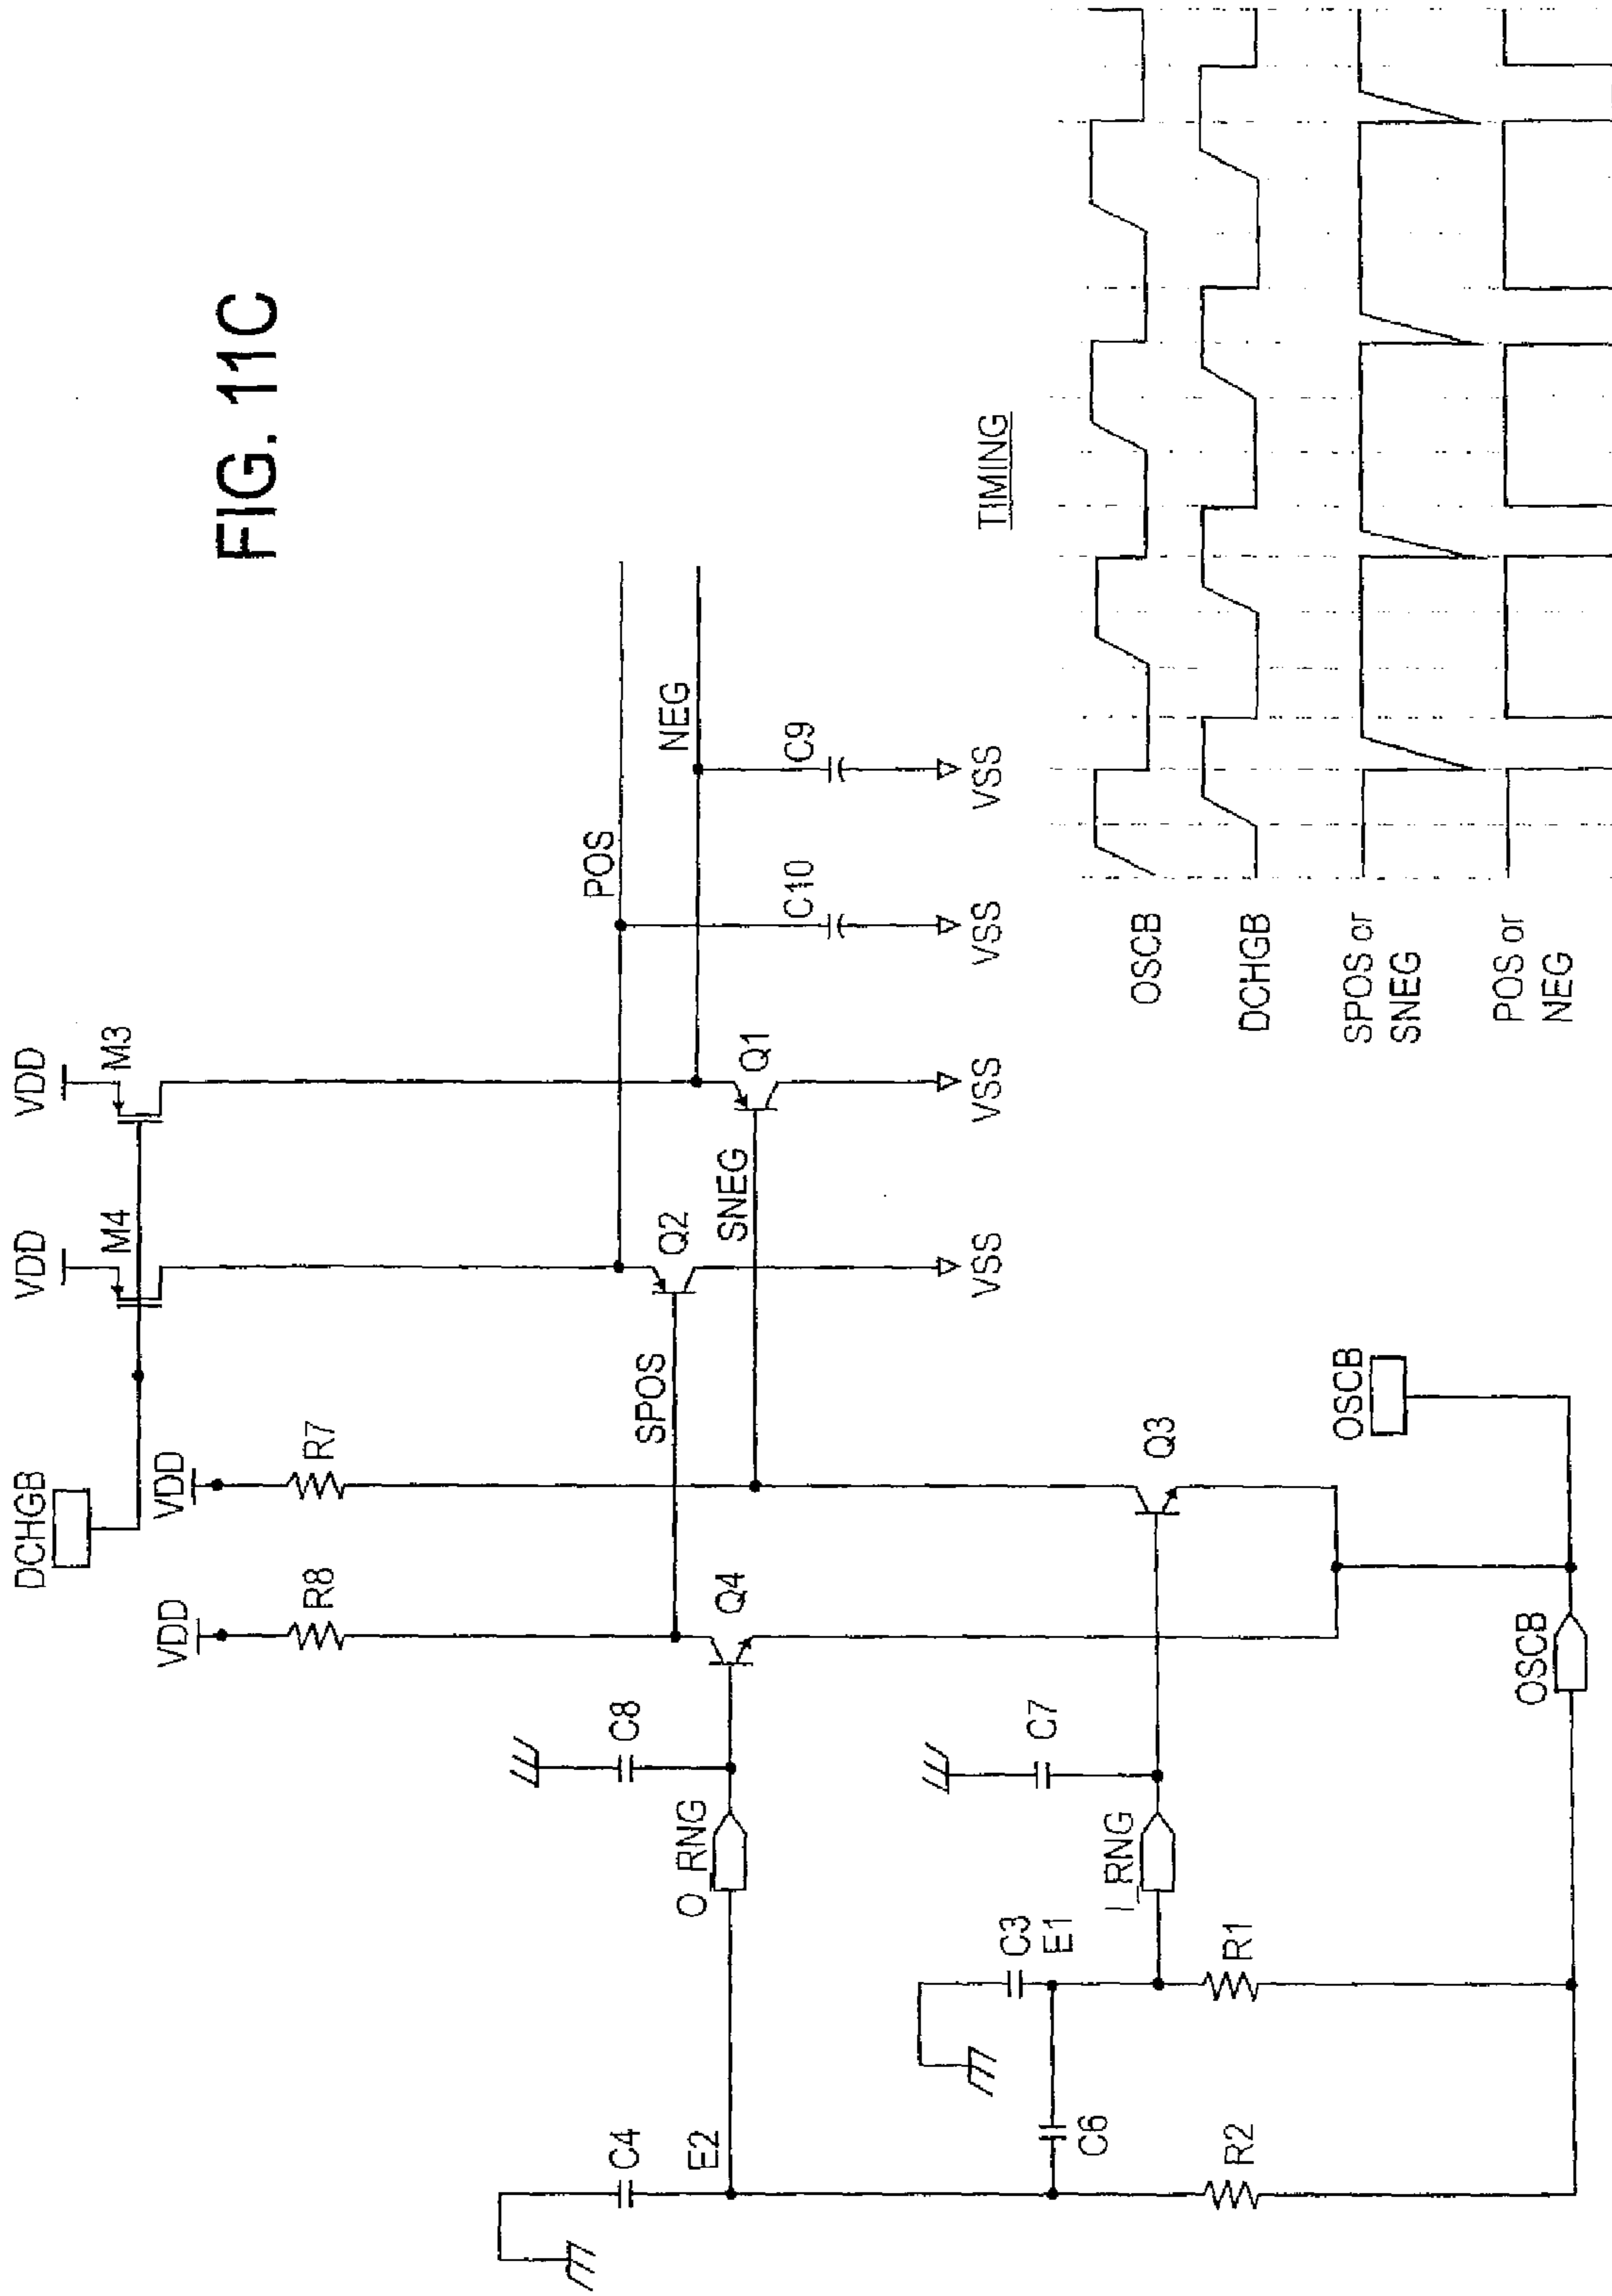 FIG. 11C
DCHGB
VDD
VDD
M4
M3
VDD
VDD
R8
R7
POS
NEG
SPOS
Q2
SNEG
Q1
C10
C9
VSS
VSS
VSS
VSS
C4
E2
O_RNG
C8
Q4
C3
E1
I_RNG
C7
Q3
OSCB
C6
R2
R1
OSCB
TIMING
OSCB
DCHGB
SPOS or
SNEG
POS or
NEG